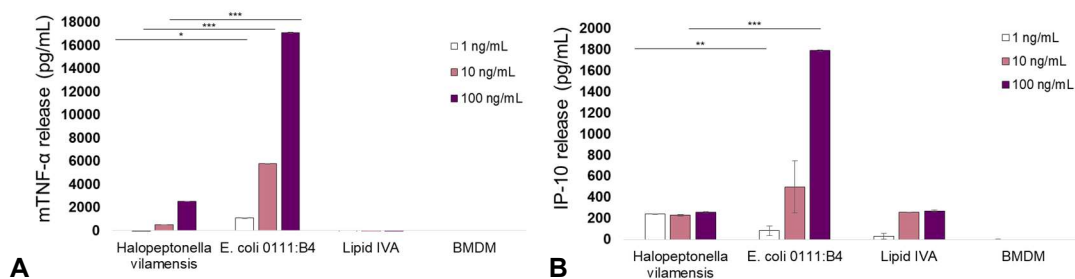 mTNF-α release (pg/mL)
18000
16000
14000
12000
10000
8000
6000
4000
2000
0
***
***
*
1 ng/mL
10 ng/mL
100 ng/mL
Halopeptonella
vilamensis
E. coli 0111:B4
Lipid IVA
BMDM
A
IP-10 release (pg/mL)
2000
1800
1600
1400
1200
1000
800
600
400
200
0
***
**
1 ng/mL
10 ng/mL
100 ng/mL
Halopeptonella
vilamensis
E. coli 0111:B4
Lipid IVA
BMDM
B